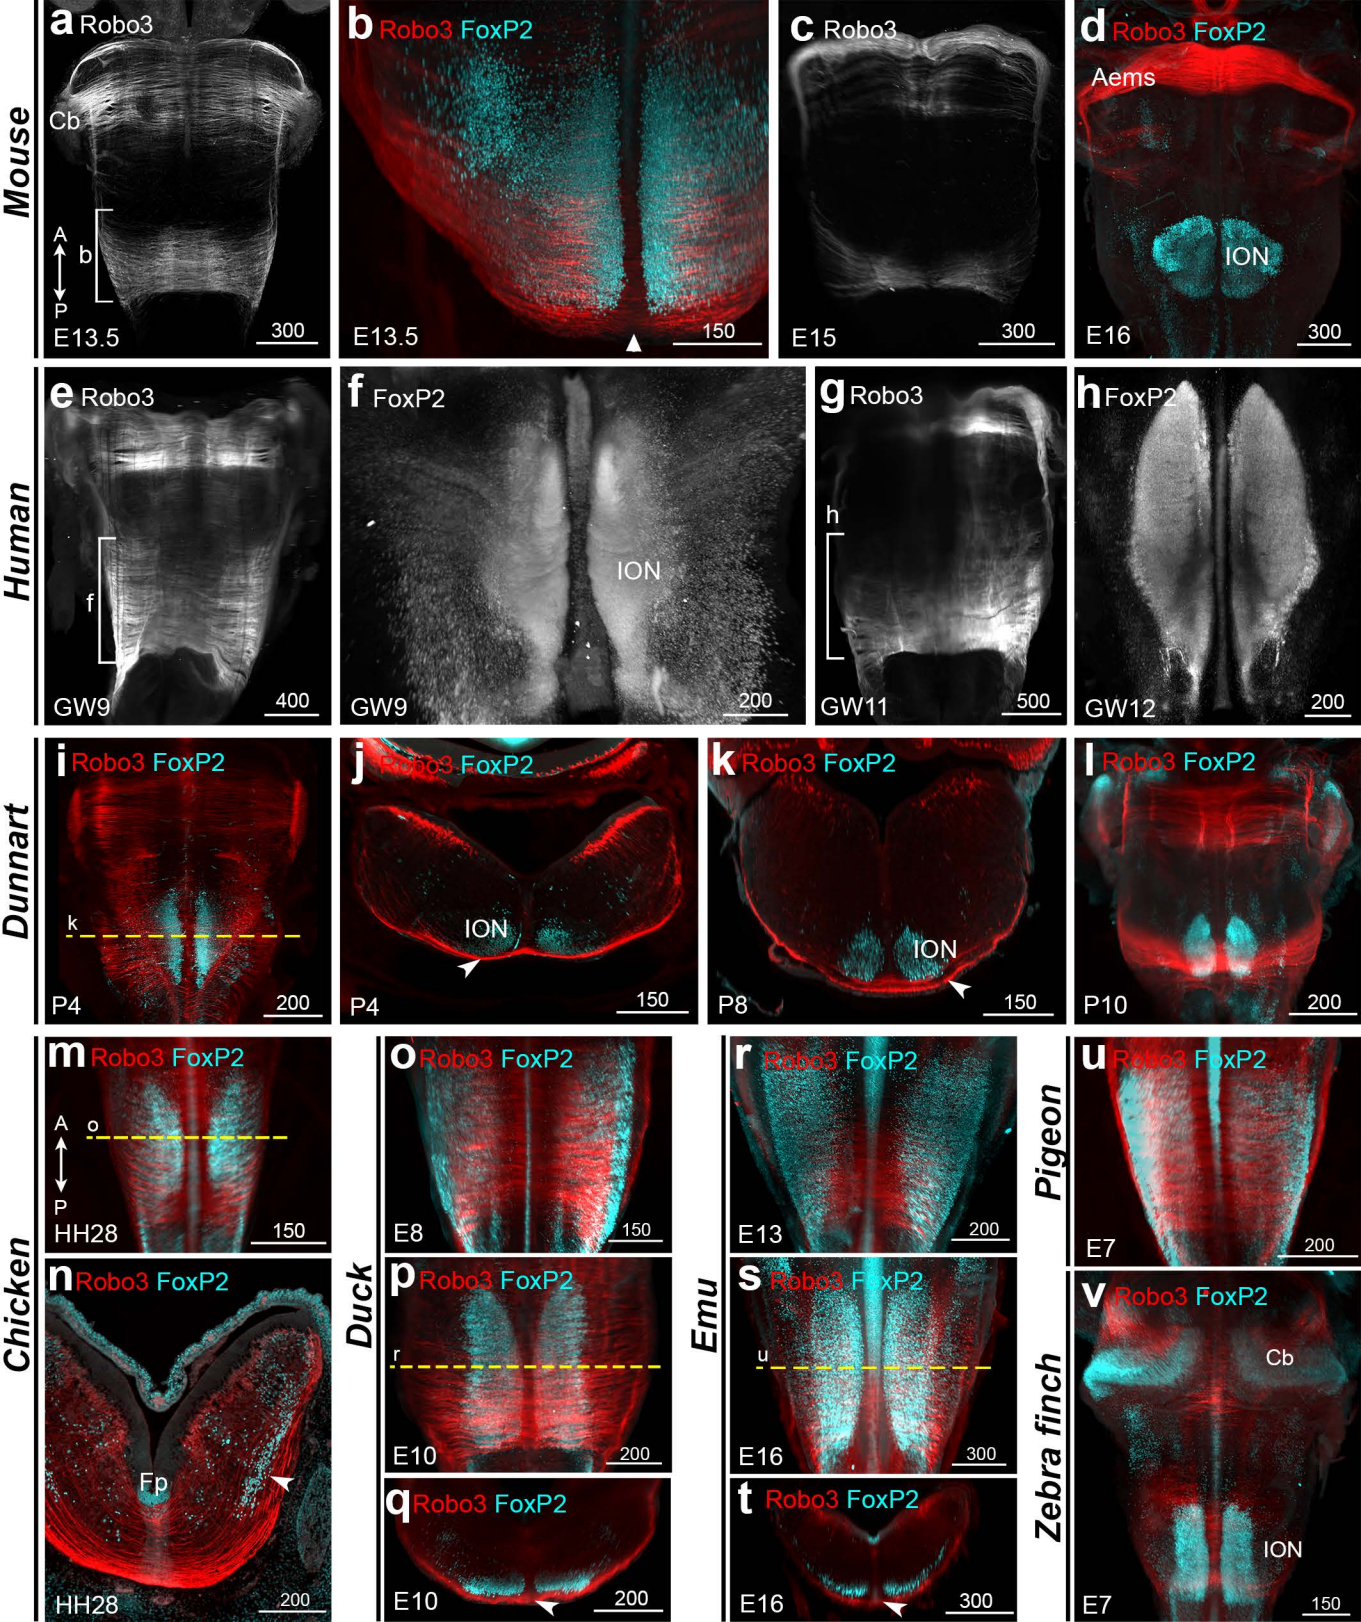 Mouse
a Robo3
Cb
A
P
b
E13.5
300
b Robo3 FoxP2
E13.5
150
c Robo3
E15
300
d Robo3 FoxP2
Aems
ION
E16
300
Human
e Robo3
f
GW9
400
f FoxP2
ION
GW9
200
g Robo3
h
GW11
500
h FoxP2
GW12
200
Dunnart
i Robo3 FoxP2
k
P4
200
j Robo3 FoxP2
ION
P4
150
k Robo3 FoxP2
ION
P8
150
l Robo3 FoxP2
P10
200
Chicken
m Robo3 FoxP2
A
P
o
HH28
150
n Robo3 FoxP2
Fp
HH28
200
Duck
o Robo3 FoxP2
E8
150
p Robo3 FoxP2
r
E10
200
q Robo3 FoxP2
E10
200
Emu
r Robo3 FoxP2
E13
200
s Robo3 FoxP2
u
E16
300
t Robo3 FoxP2
E16
300
Pigeon
u Robo3 FoxP2
E7
200
Zebra finch
v Robo3 FoxP2
Cb
ION
E7
150